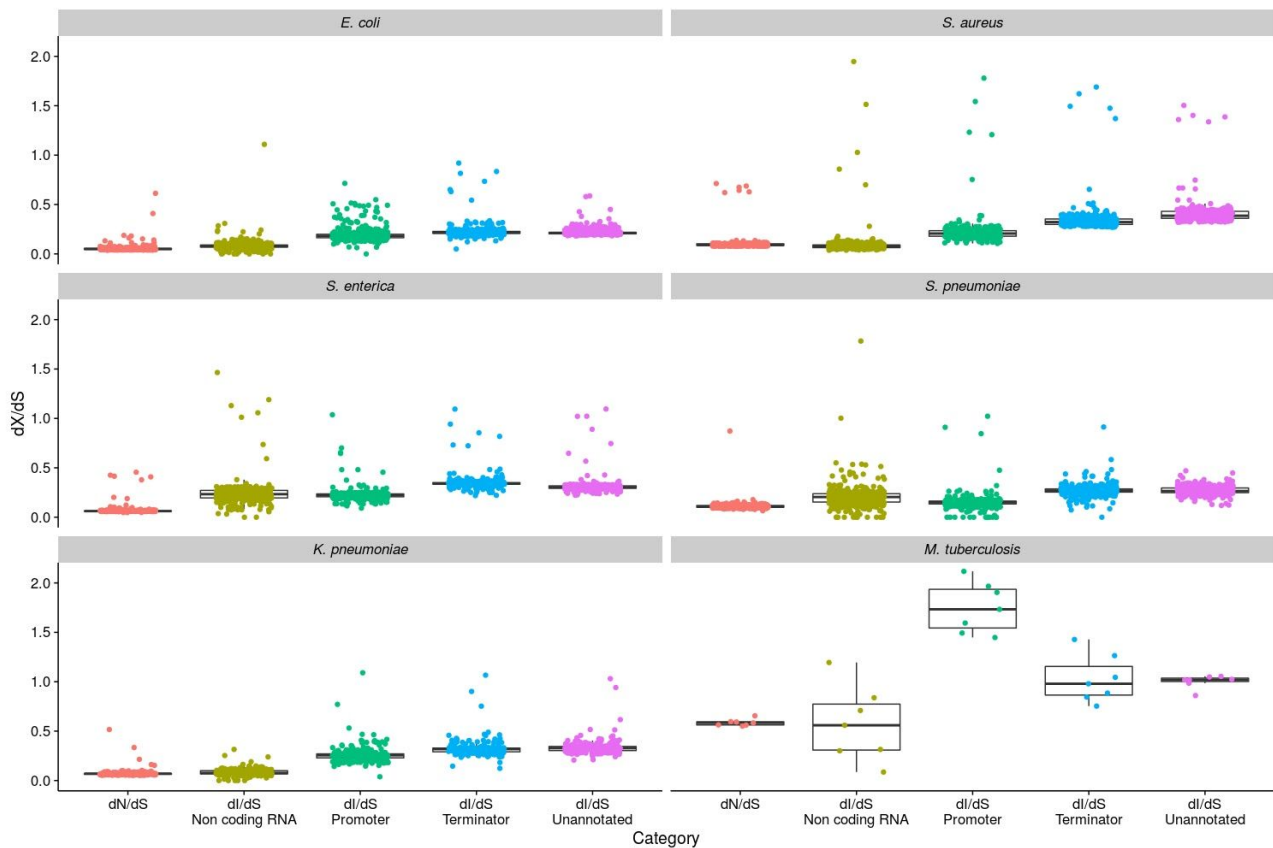 E. coli
S. aureus
2.0
1.5
1.0
0.5
0.0
S. enterica
S. pneumoniae
2.0
1.5
1.0
0.5
0.0
dX/dS
K. pneumoniae
M. tuberculosis
2.0
1.5
1.0
0.5
0.0
dN/dS
dI/dS
Non coding RNA
dI/dS
Promoter
dI/dS
Terminator
dI/dS
Unannotated
dN/dS
dI/dS
Non coding RNA
dI/dS
Promoter
dI/dS
Terminator
dI/dS
Unannotated
Category